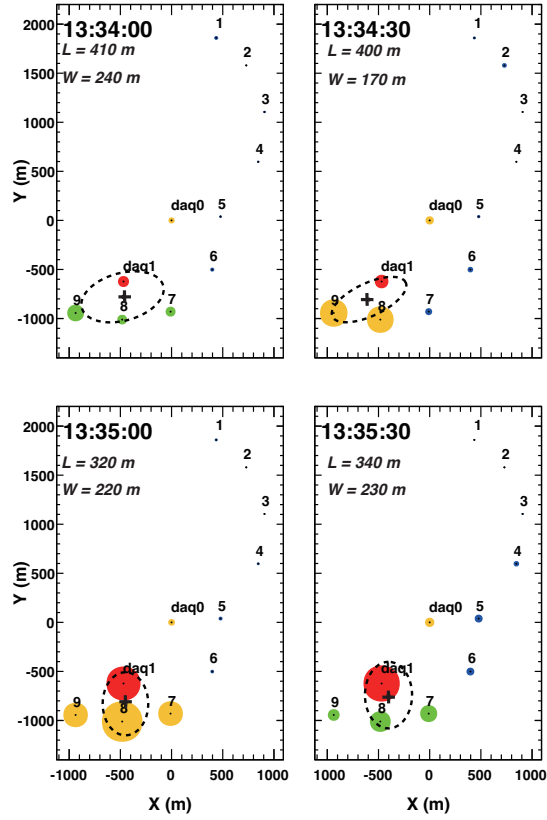 13:34:00
L = 410 m
W = 240 m
1
2
3
4
5
6
7
8
9
daq0
daq1
13:34:30
L = 400 m
W = 170 m
1
2
3
4
5
6
7
8
9
daq0
daq1
2000
1500
1000
500
0
-500
-1000
Y (m)
13:35:00
L = 320 m
W = 220 m
1
2
3
4
5
6
7
8
9
daq0
daq1
13:35:30
L = 340 m
W = 230 m
1
2
3
4
5
6
7
8
9
daq0
daq1
2000
1500
1000
500
0
-500
-1000
Y (m)
-1000 -500 0 500 1000
-1000 -500 0 500 1000
X (m)
X (m)